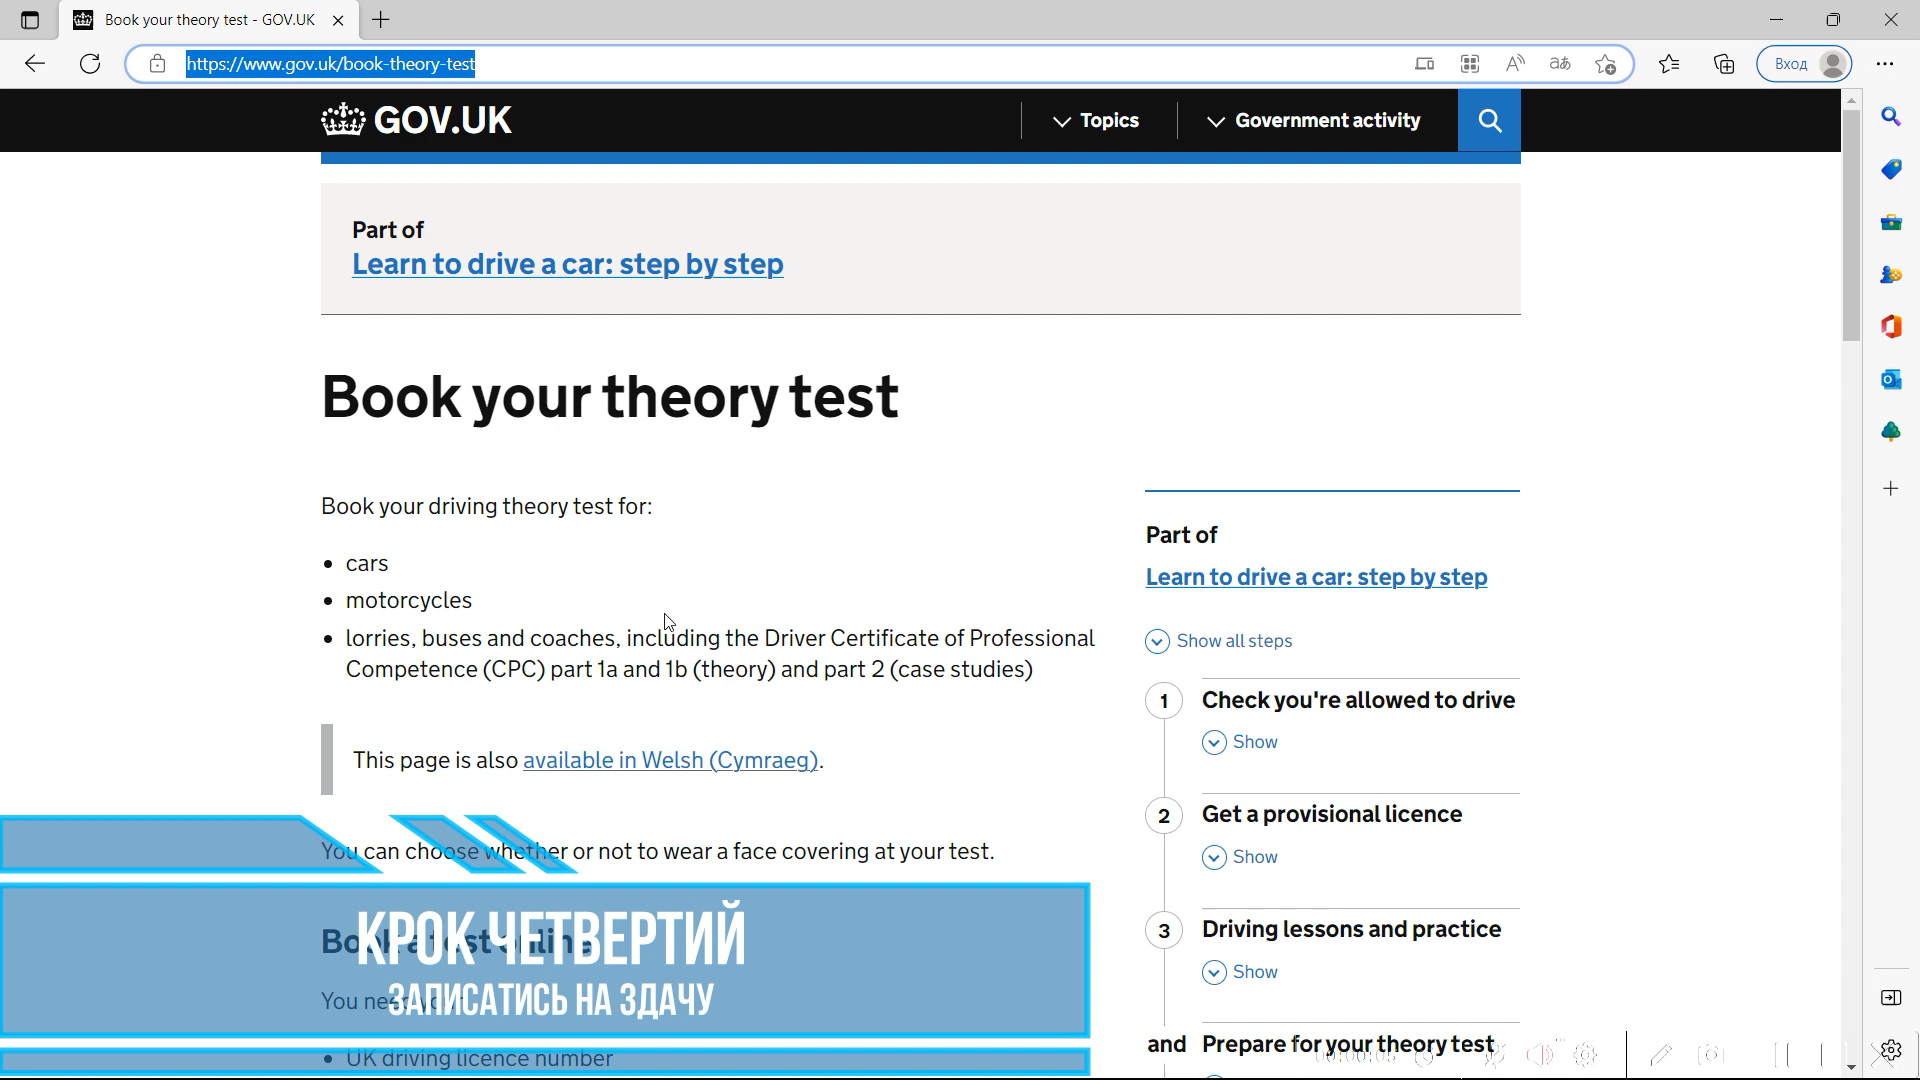 Book your theory test - GOV.UK
https://www.gov.uk/book-theory-test
Вход
GOV.UK
Topics
Government activity
Part of
Learn to drive a car: step by step
Book your theory test
Book your driving theory test for:
• cars
• motorcycles
• lorries, buses and coaches, including the Driver Certificate of Professional
Competence (CPC) part 1a and 1b (theory) and part 2 (case studies)
This page is also available in Welsh (Cymraeg).
You can choose whether or not to wear a face covering at your test.
Book a test online
You need your
• UK driving licence number
КРОК ЧЕТВЕРТИЙ
ЗАПИСАТИСЬ НА ЗДАЧУ
Part of
Learn to drive a car: step by step
Show all steps
1 Check you're allowed to drive
Show
2 Get a provisional licence
Show
3 Driving lessons and practice
Show
and Prepare for your theory test